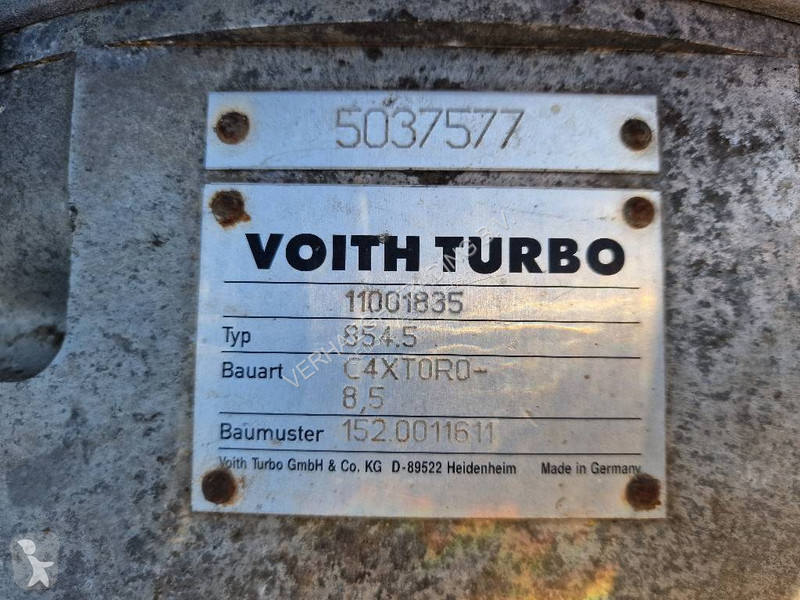 5037577
VOITH TURBO
11001835
Typ 854.5
Bauart C4XTOR0-
8,5
Baumuster 152.0011611
Voith Turbo GmbH & Co. KG D-89522 Heidenheim Made in Germany